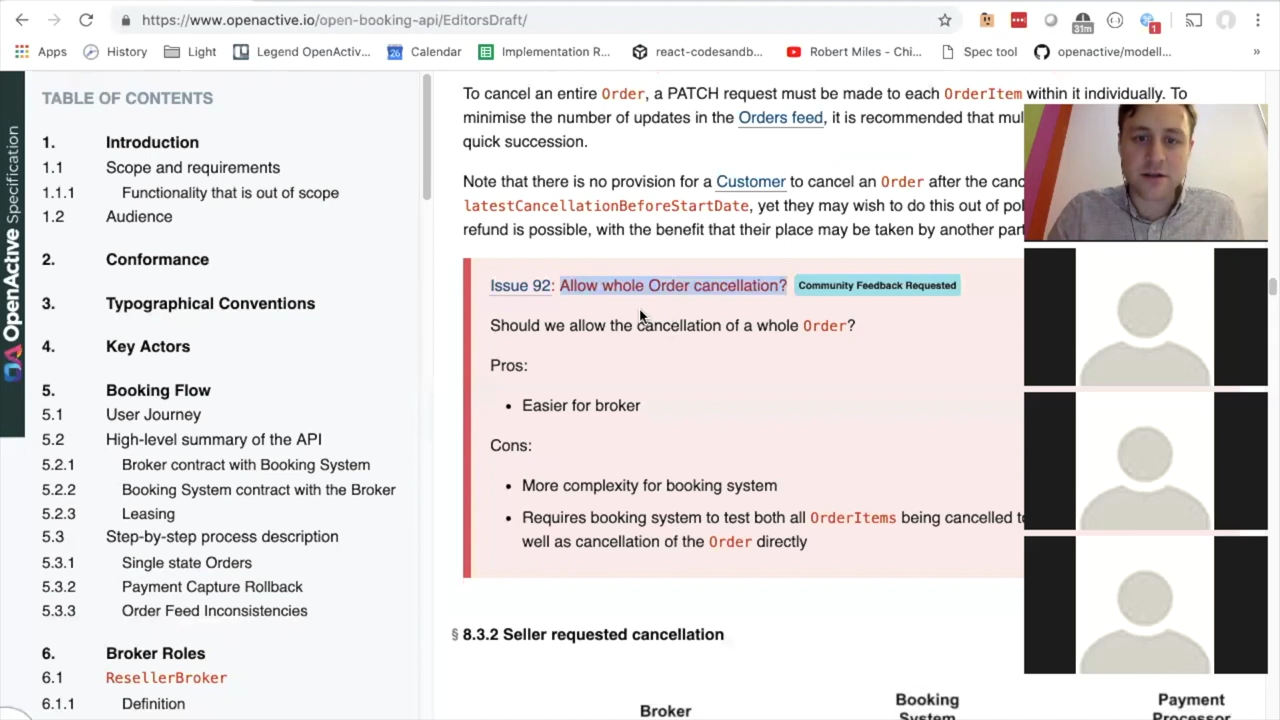 https://www.openactive.io/open-booking-api/EditorsDraft/
31m
1
Apps
History
Light
Legend OpenActiv...
26
Calendar
Implementation R...
react-codesandb...
Robert Miles - Chi...
Spec tool
openactive/modell...
»
OpenActive Specification
TABLE OF CONTENTS
1. Introduction
1.1 Scope and requirements
1.1.1 Functionality that is out of scope
1.2 Audience
2. Conformance
3. Typographical Conventions
4. Key Actors
5. Booking Flow
5.1 User Journey
5.2 High-level summary of the API
5.2.1 Broker contract with Booking System
5.2.2 Booking System contract with the Broker
5.2.3 Leasing
5.3 Step-by-step process description
5.3.1 Single state Orders
5.3.2 Payment Capture Rollback
5.3.3 Order Feed Inconsistencies
6. Broker Roles
6.1 ResellerBroker
6.1.1 Definition
To cancel an entire Order, a PATCH request must be made to each OrderItem within it individually. To
minimise the number of updates in the Orders feed, it is recommended that mul
quick succession.
Note that there is no provision for a Customer to cancel an Order after the canc
latestCancellationBeforeStartDate, yet they may wish to do this out of pol
refund is possible, with the benefit that their place may be taken by another part
Issue 92: Allow whole Order cancellation? Community Feedback Requested
Should we allow the cancellation of a whole Order?
Pros:
• Easier for broker
Cons:
• More complexity for booking system
• Requires booking system to test both all OrderItems being cancelled to
well as cancellation of the Order directly
§ 8.3.2 Seller requested cancellation
Broker
Booking
System
Payment
Processor